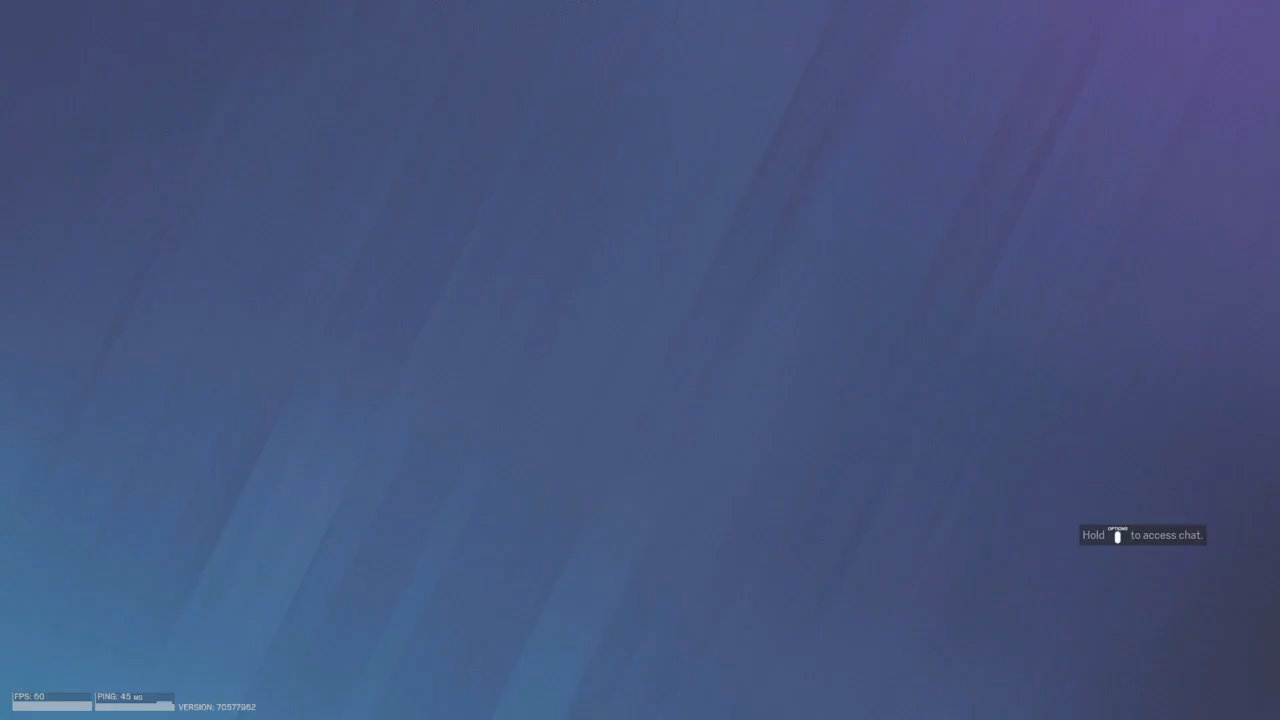 Hold OPTIONS to access chat.
FPS: 60 PING: 45 MS
VERSION: 70577962